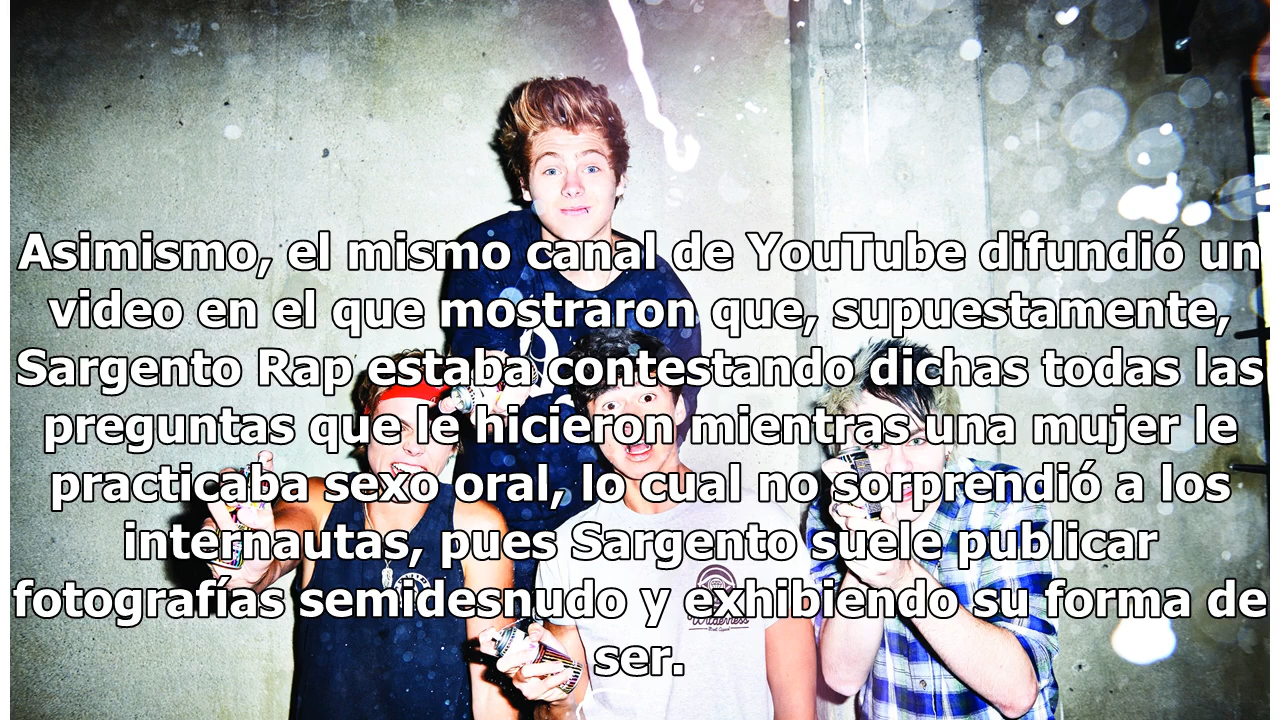 Asimismo, el mismo canal de YouTube difundió un
video en el que mostraron que, supuestamente,
Sargento Rap estaba contestando dichas todas las
preguntas que le hicieron mientras una mujer le
practicaba sexo oral, lo cual no sorprendió a los
internautas, pues Sargento suele publicar
fotografías semidesnudo y exhibiendo su forma de
ser.
Wilderness